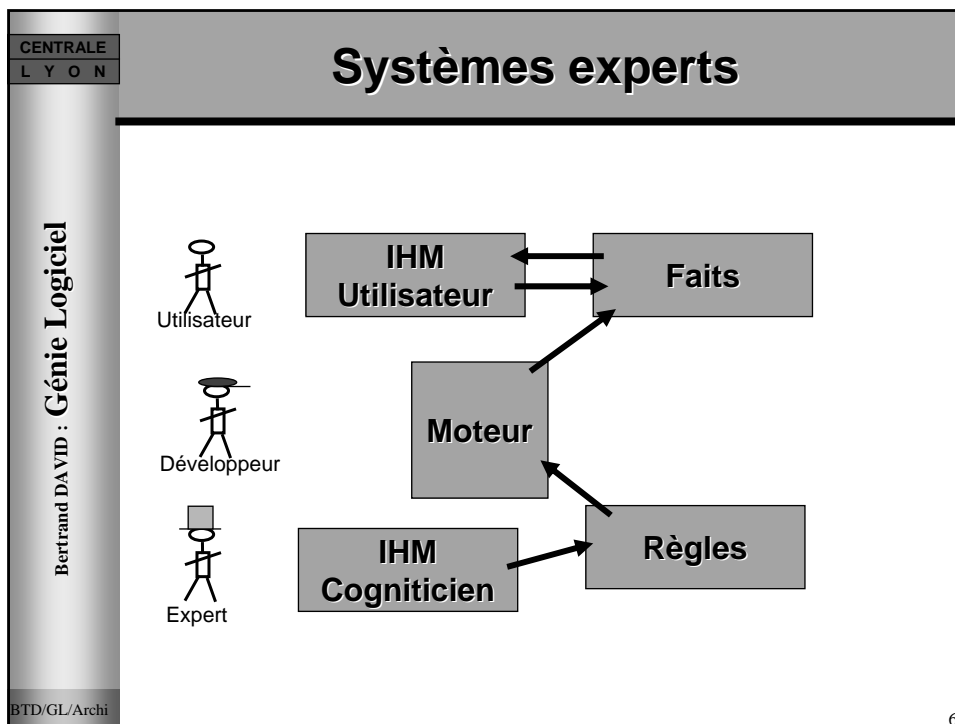 CENTRALE
L Y O N
Systèmes experts
Bertrand DAVID : Génie Logiciel
IHM
Utilisateur
Faits
Utilisateur
Moteur
Développeur
IHM
Cogniticien
Règles
Expert
BTD/GL/Archi
6